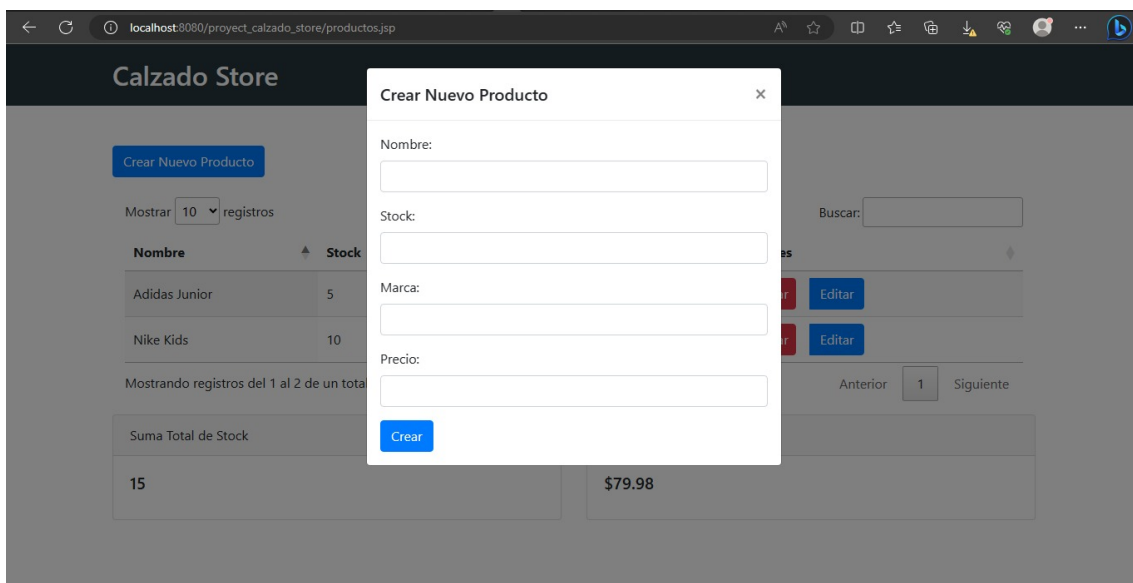 localhost:8080/proyect_calzado_store/productos.jsp
Calzado Store
Crear Nuevo Producto ×
Nombre:
Crear Nuevo Producto
Mostrar 10 registros
Stock:
Buscar:
Nombre Stock es
Marca:
Adidas Junior 5 r Editar
Nike Kids 10 r Editar
Precio:
Mostrando registros del 1 al 2 de un tota
Anterior 1 Siguiente
Suma Total de Stock
Crear
15 $79.98